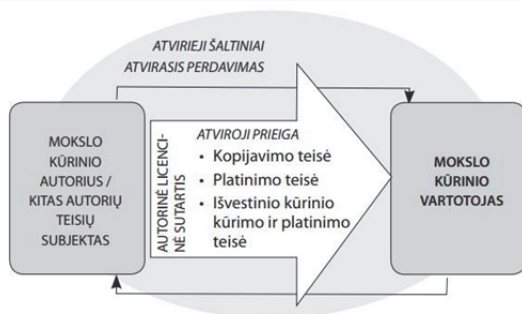 ATVIRIEJI ŠALTINIAI
ATVIRASIS PERDAVIMAS
MOKSLO
KŪRINIO
AUTORIUS /
KITAS AUTORIŲ
TEISIŲ
SUBJEKTAS
AUTORINĖ LICENCI-
NĖ SUTARTIS
ATVIROJI PRIEIGA
• Kopijavimo teisė
• Platinimo teisė
• Išvestinio kūrinio
kūrimo ir platinimo
teisė
MOKSLO
KŪRINIO
VARTOTOJAS